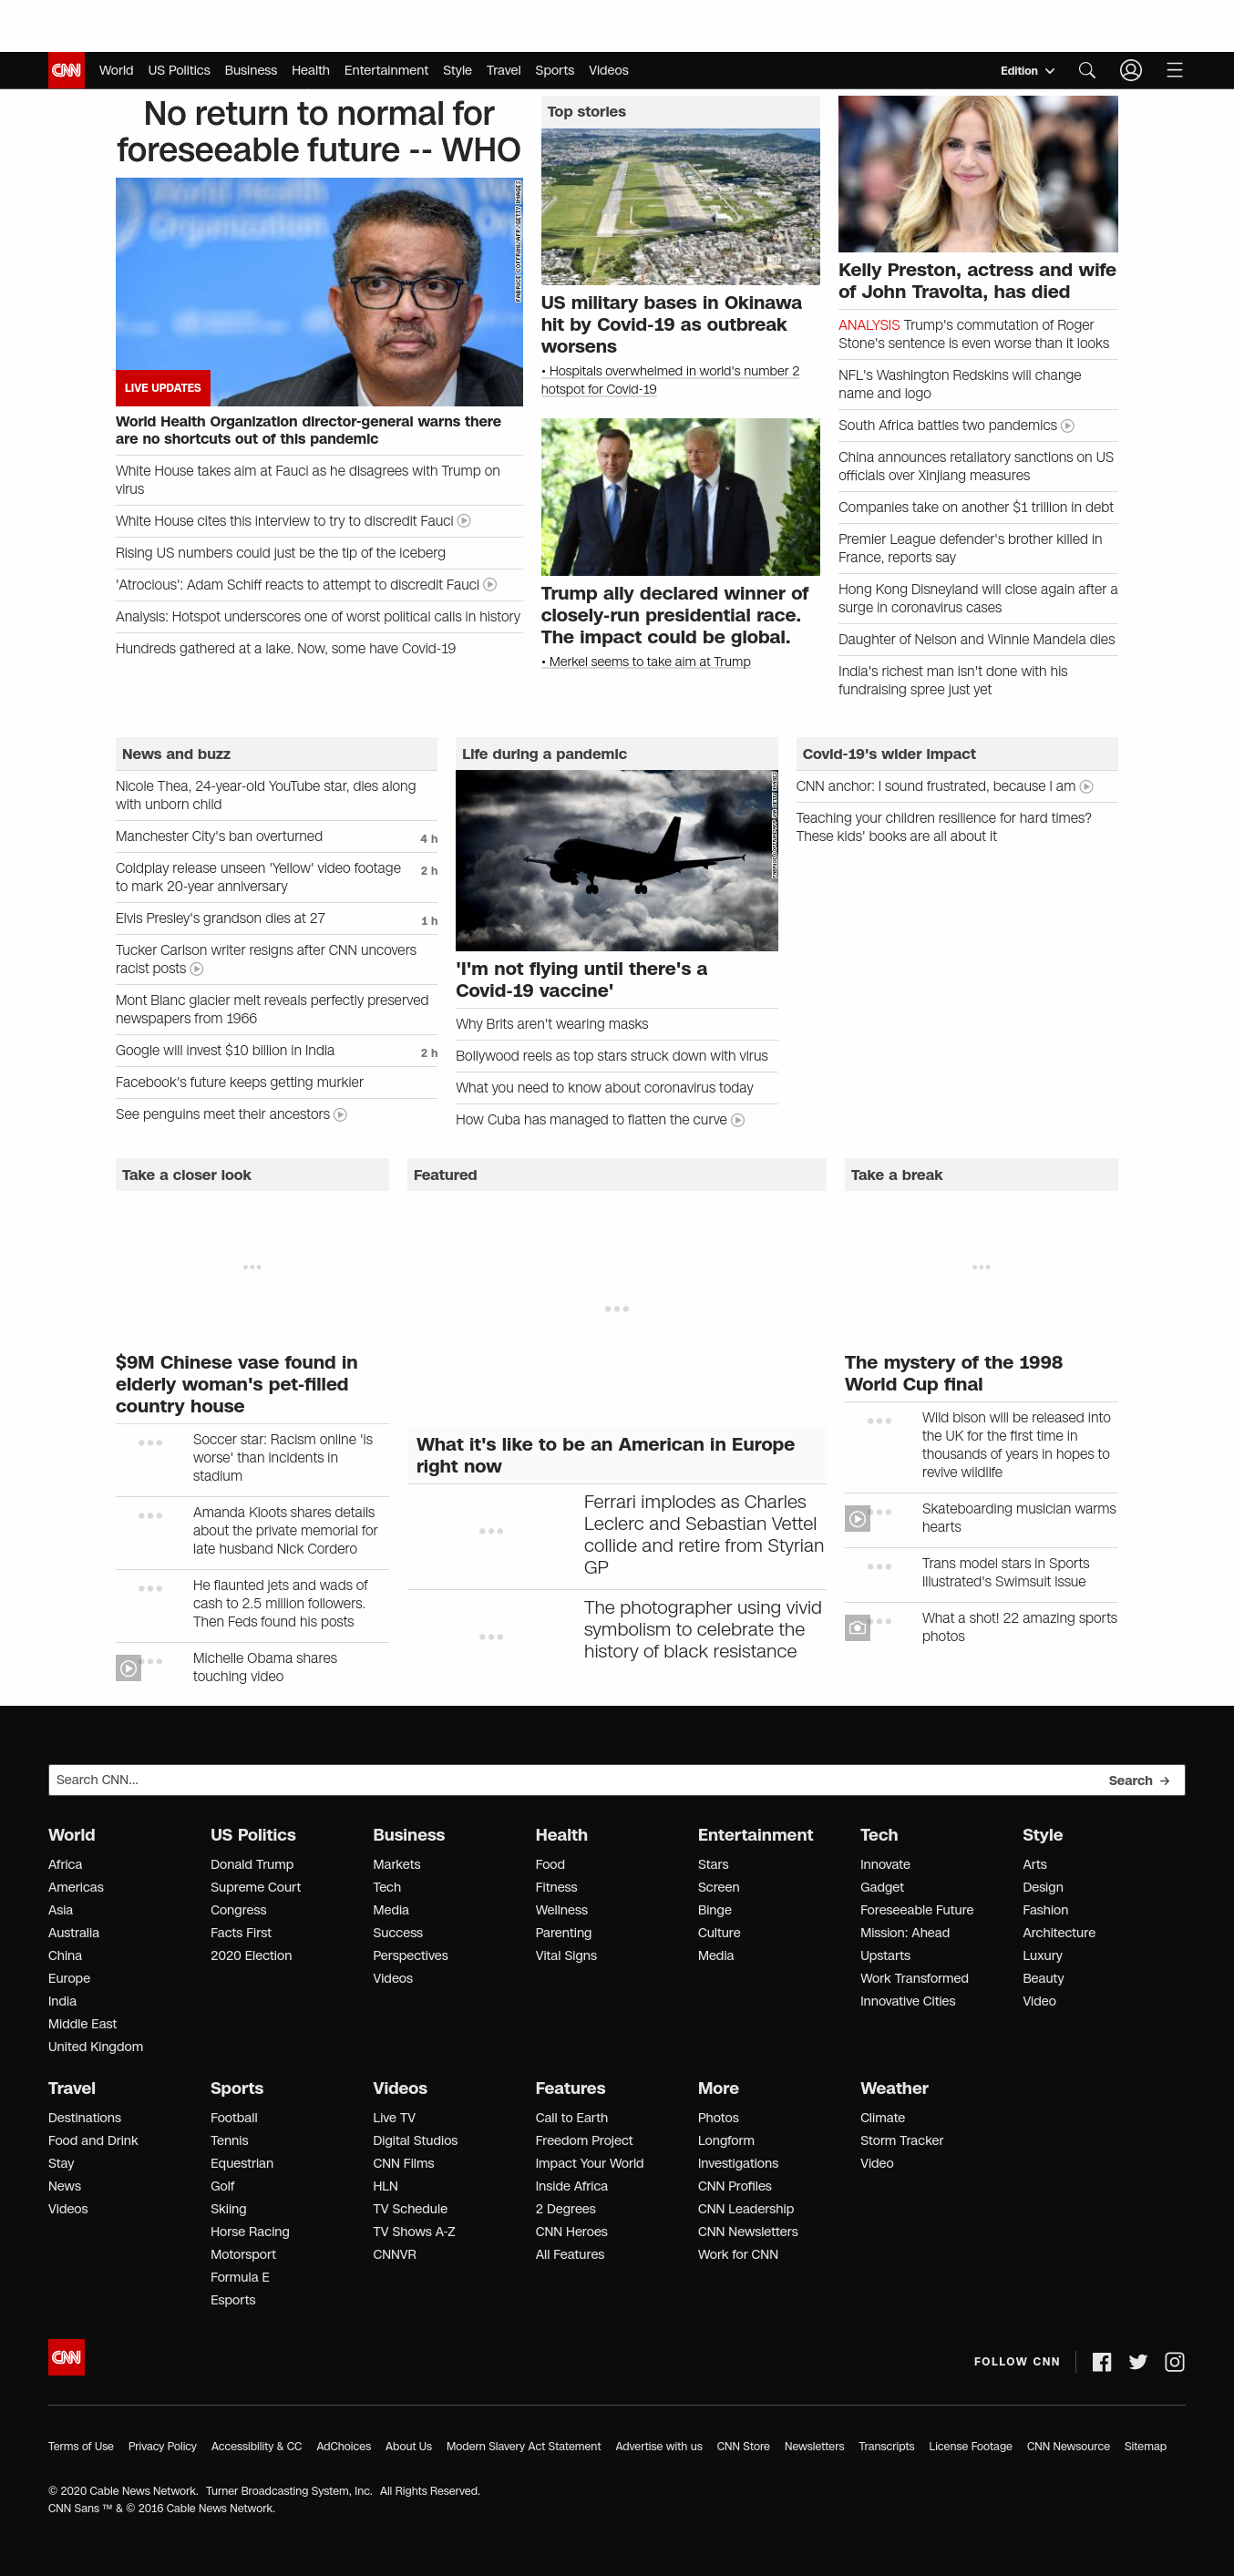 CNN World US Politics Business Health Entertainment Style Travel Sports Videos Edition
No return to normal for
foreseeable future -- WHO
World Health
Organization
FABRICE COFFRINI/AFP/GETTY IMAGES
LIVE UPDATES
World Health Organization director-general warns there
are no shortcuts out of this pandemic
White House takes aim at Fauci as he disagrees with Trump on
virus
White House cites this interview to try to discredit Fauci
Rising US numbers could just be the tip of the iceberg
'Atrocious': Adam Schiff reacts to attempt to discredit Fauci
Analysis: Hotspot underscores one of worst political calls in history
Hundreds gathered at a lake. Now, some have Covid-19
Top stories
US military bases in Okinawa
hit by Covid-19 as outbreak
worsens
• Hospitals overwhelmed in world's number 2
hotspot for Covid-19
Trump ally declared winner of
closely-run presidential race.
The impact could be global.
• Merkel seems to take aim at Trump
Kelly Preston, actress and wife
of John Travolta, has died
ANALYSIS Trump's commutation of Roger
Stone's sentence is even worse than it looks
NFL's Washington Redskins will change
name and logo
South Africa battles two pandemics
China announces retaliatory sanctions on US
officials over Xinjiang measures
Companies take on another $1 trillion in debt
Premier League defender's brother killed in
France, reports say
Hong Kong Disneyland will close again after a
surge in coronavirus cases
Daughter of Nelson and Winnie Mandela dies
India's richest man isn't done with his
fundraising spree just yet
News and buzz
Nicole Thea, 24-year-old YouTube star, dies along
with unborn child
Manchester City's ban overturned 4 h
Coldplay release unseen 'Yellow' video footage 2 h
to mark 20-year anniversary
Elvis Presley's grandson dies at 27 1 h
Tucker Carlson writer resigns after CNN uncovers
racist posts
Mont Blanc glacier melt reveals perfectly preserved
newspapers from 1966
Google will invest $10 billion in India 2 h
Facebook's future keeps getting murkier
See penguins meet their ancestors
Life during a pandemic
'I'm not flying until there's a
Covid-19 vaccine'
Why Brits aren't wearing masks
Bollywood reels as top stars struck down with virus
What you need to know about coronavirus today
How Cuba has managed to flatten the curve
Covid-19's wider impact
CNN anchor: I sound frustrated, because I am
Teaching your children resilience for hard times?
These kids' books are all about it
Take a closer look
$9M Chinese vase found in
elderly woman's pet-filled
country house
Soccer star: Racism online 'is
worse' than incidents in
stadium
Amanda Kloots shares details
about the private memorial for
late husband Nick Cordero
He flaunted jets and wads of
cash to 2.5 million followers.
Then Feds found his posts
Michelle Obama shares
touching video
Featured
What it's like to be an American in Europe
right now
Ferrari implodes as Charles
Leclerc and Sebastian Vettel
collide and retire from Styrian
GP
The photographer using vivid
symbolism to celebrate the
history of black resistance
Take a break
The mystery of the 1998
World Cup final
Wild bison will be released into
the UK for the first time in
thousands of years in hopes to
revive wildlife
Skateboarding musician warms
hearts
Trans model stars in Sports
Illustrated's Swimsuit Issue
What a shot! 22 amazing sports
photos
Search CNN... Search →
World
Africa
Americas
Asia
Australia
China
Europe
India
Middle East
United Kingdom
US Politics
Donald Trump
Supreme Court
Congress
Facts First
2020 Election
Business
Markets
Tech
Media
Success
Perspectives
Videos
Health
Food
Fitness
Wellness
Parenting
Vital Signs
Entertainment
Stars
Screen
Binge
Culture
Media
Tech
Innovate
Gadget
Foreseeable Future
Mission: Ahead
Upstarts
Work Transformed
Innovative Cities
Style
Arts
Design
Fashion
Architecture
Luxury
Beauty
Video
Travel
Destinations
Food and Drink
Stay
News
Videos
Sports
Football
Tennis
Equestrian
Golf
Skiing
Horse Racing
Motorsport
Formula E
Esports
Videos
Live TV
Digital Studios
CNN Films
HLN
TV Schedule
TV Shows A-Z
CNNVR
Features
Call to Earth
Freedom Project
Impact Your World
Inside Africa
2 Degrees
CNN Heroes
All Features
More
Photos
Longform
Investigations
CNN Profiles
CNN Leadership
CNN Newsletters
Work for CNN
Weather
Climate
Storm Tracker
Video
CNN
FOLLOW CNN
Terms of Use Privacy Policy Accessibility & CC AdChoices About Us Modern Slavery Act Statement Advertise with us CNN Store Newsletters Transcripts License Footage CNN Newsource Sitemap
© 2020 Cable News Network. Turner Broadcasting System, Inc. All Rights Reserved.
CNN Sans ™ & © 2016 Cable News Network.